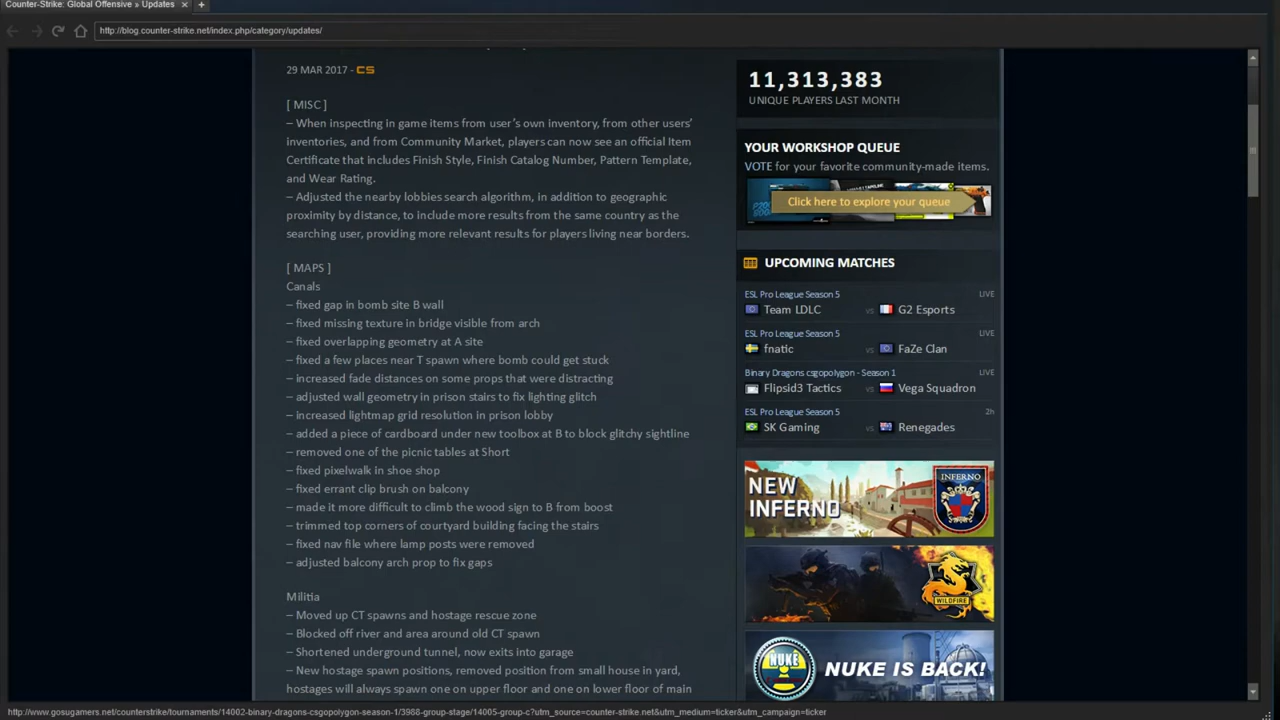 Counter-Strike: Global Offensive » Updates
http://blog.counter-strike.net/index.php/category/updates/
29 MAR 2017 - CS
[ MISC ]
– When inspecting in game items from user's own inventory, from other users'
inventories, and from Community Market, players can now see an official Item
Certificate that includes Finish Style, Finish Catalog Number, Pattern Template,
and Wear Rating.
– Adjusted the nearby lobbies search algorithm, in addition to geographic
proximity by distance, to include more results from the same country as the
searching user, providing more relevant results for players living near borders.
[ MAPS ]
Canals
– fixed gap in bomb site B wall
– fixed missing texture in bridge visible from arch
– fixed overlapping geometry at A site
– fixed a few places near T spawn where bomb could get stuck
– increased fade distances on some props that were distracting
– adjusted wall geometry in prison stairs to fix lighting glitch
– increased lightmap grid resolution in prison lobby
– added a piece of cardboard under new toolbox at B to block glitchy sightline
– removed one of the picnic tables at Short
– fixed pixelwalk in shoe shop
– fixed errant clip brush on balcony
– made it more difficult to climb the wood sign to B from boost
– trimmed top corners of courtyard building facing the stairs
– fixed nav file where lamp posts were removed
– adjusted balcony arch prop to fix gaps
Militia
– Moved up CT spawns and hostage rescue zone
– Blocked off river and area around old CT spawn
– Shortened underground tunnel, now exits into garage
– New hostage spawn positions, removed position from small house in yard,
hostages will always spawn one on upper floor and one on lower floor of main
11,313,383
UNIQUE PLAYERS LAST MONTH
YOUR WORKSHOP QUEUE
VOTE for your favorite community-made items.
Click here to explore your queue
UPCOMING MATCHES
ESL Pro League Season 5 LIVE
Team LDLC vs G2 Esports
ESL Pro League Season 5 LIVE
fnatic vs FaZe Clan
Binary Dragons csgopolygon - Season 1 LIVE
Flipsid3 Tactics vs Vega Squadron
ESL Pro League Season 5 2h
SK Gaming vs Renegades
NEW
INFERNO
INFERNO
WILDFIRE
NUKE
NUKE IS BACK!
http://www.gosugamers.net/counterstrike/tournaments/14002-binary-dragons-csgopolygon-season-1/3988-group-stage/14005-group-c?utm_source=counter-strike.net&utm_medium=ticker&utm_campaign=ticker